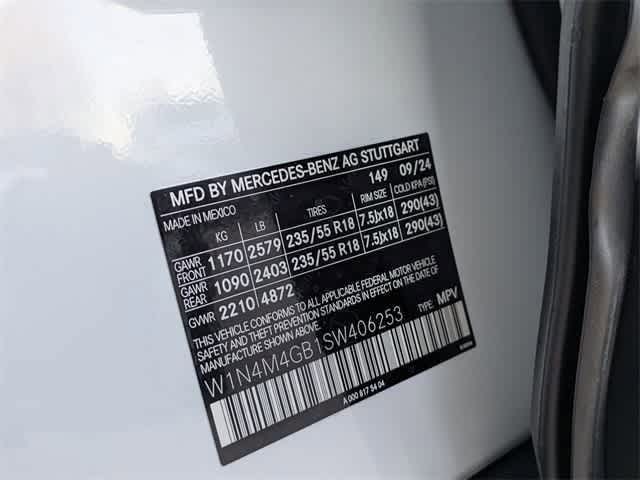 MFD BY MERCEDES-BENZ AG STUTTGART
MADE IN MEXICO 149 09/24
KG LB TIRES RIM SIZE COLD KPA (PSI)
GAWR FRONT 1170 2579 235/55 R18 7.5Jx18 290(43)
GAWR REAR 1090 2403 235/55 R18 7.5Jx18 290(43)
GVWR 2210 4872
THIS VEHICLE CONFORMS TO ALL APPLICABLE FEDERAL MOTOR VEHICLE
SAFETY AND THEFT PREVENTION STANDARDS IN EFFECT ON THE DATE OF
MANUFACTURE SHOWN ABOVE.
W1N4M4GB1SW406253 TYPE: MPV
A 000 817 54 04